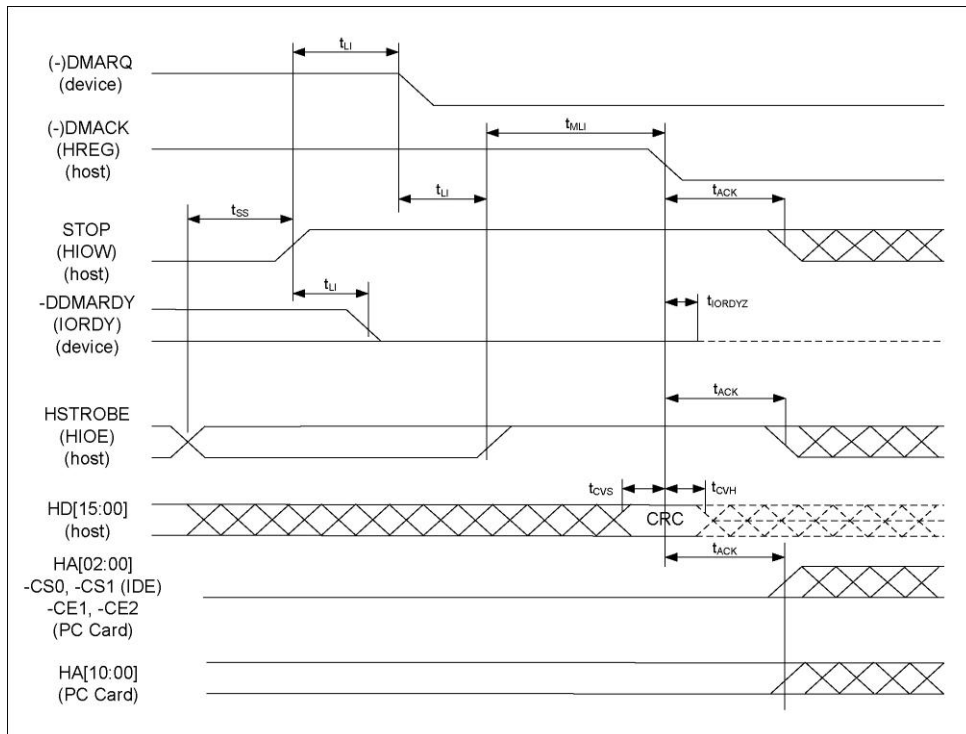 tLI
(-)DMARQ
(device)
tMLI
(-)DMACK
(HREG)
(host)
tLI
tACK
tSS
STOP
(HIOW)
(host)
tLI
-DDMARDY
(IORDY)
(device)
tIORDYZ
tACK
HSTROBE
(HIOE)
(host)
tCVS
tCVH
HD[15:00]
(host)
CRC
tACK
HA[02:00]
-CS0, -CS1 (IDE)
-CE1, -CE2
(PC Card)
HA[10:00]
(PC Card)